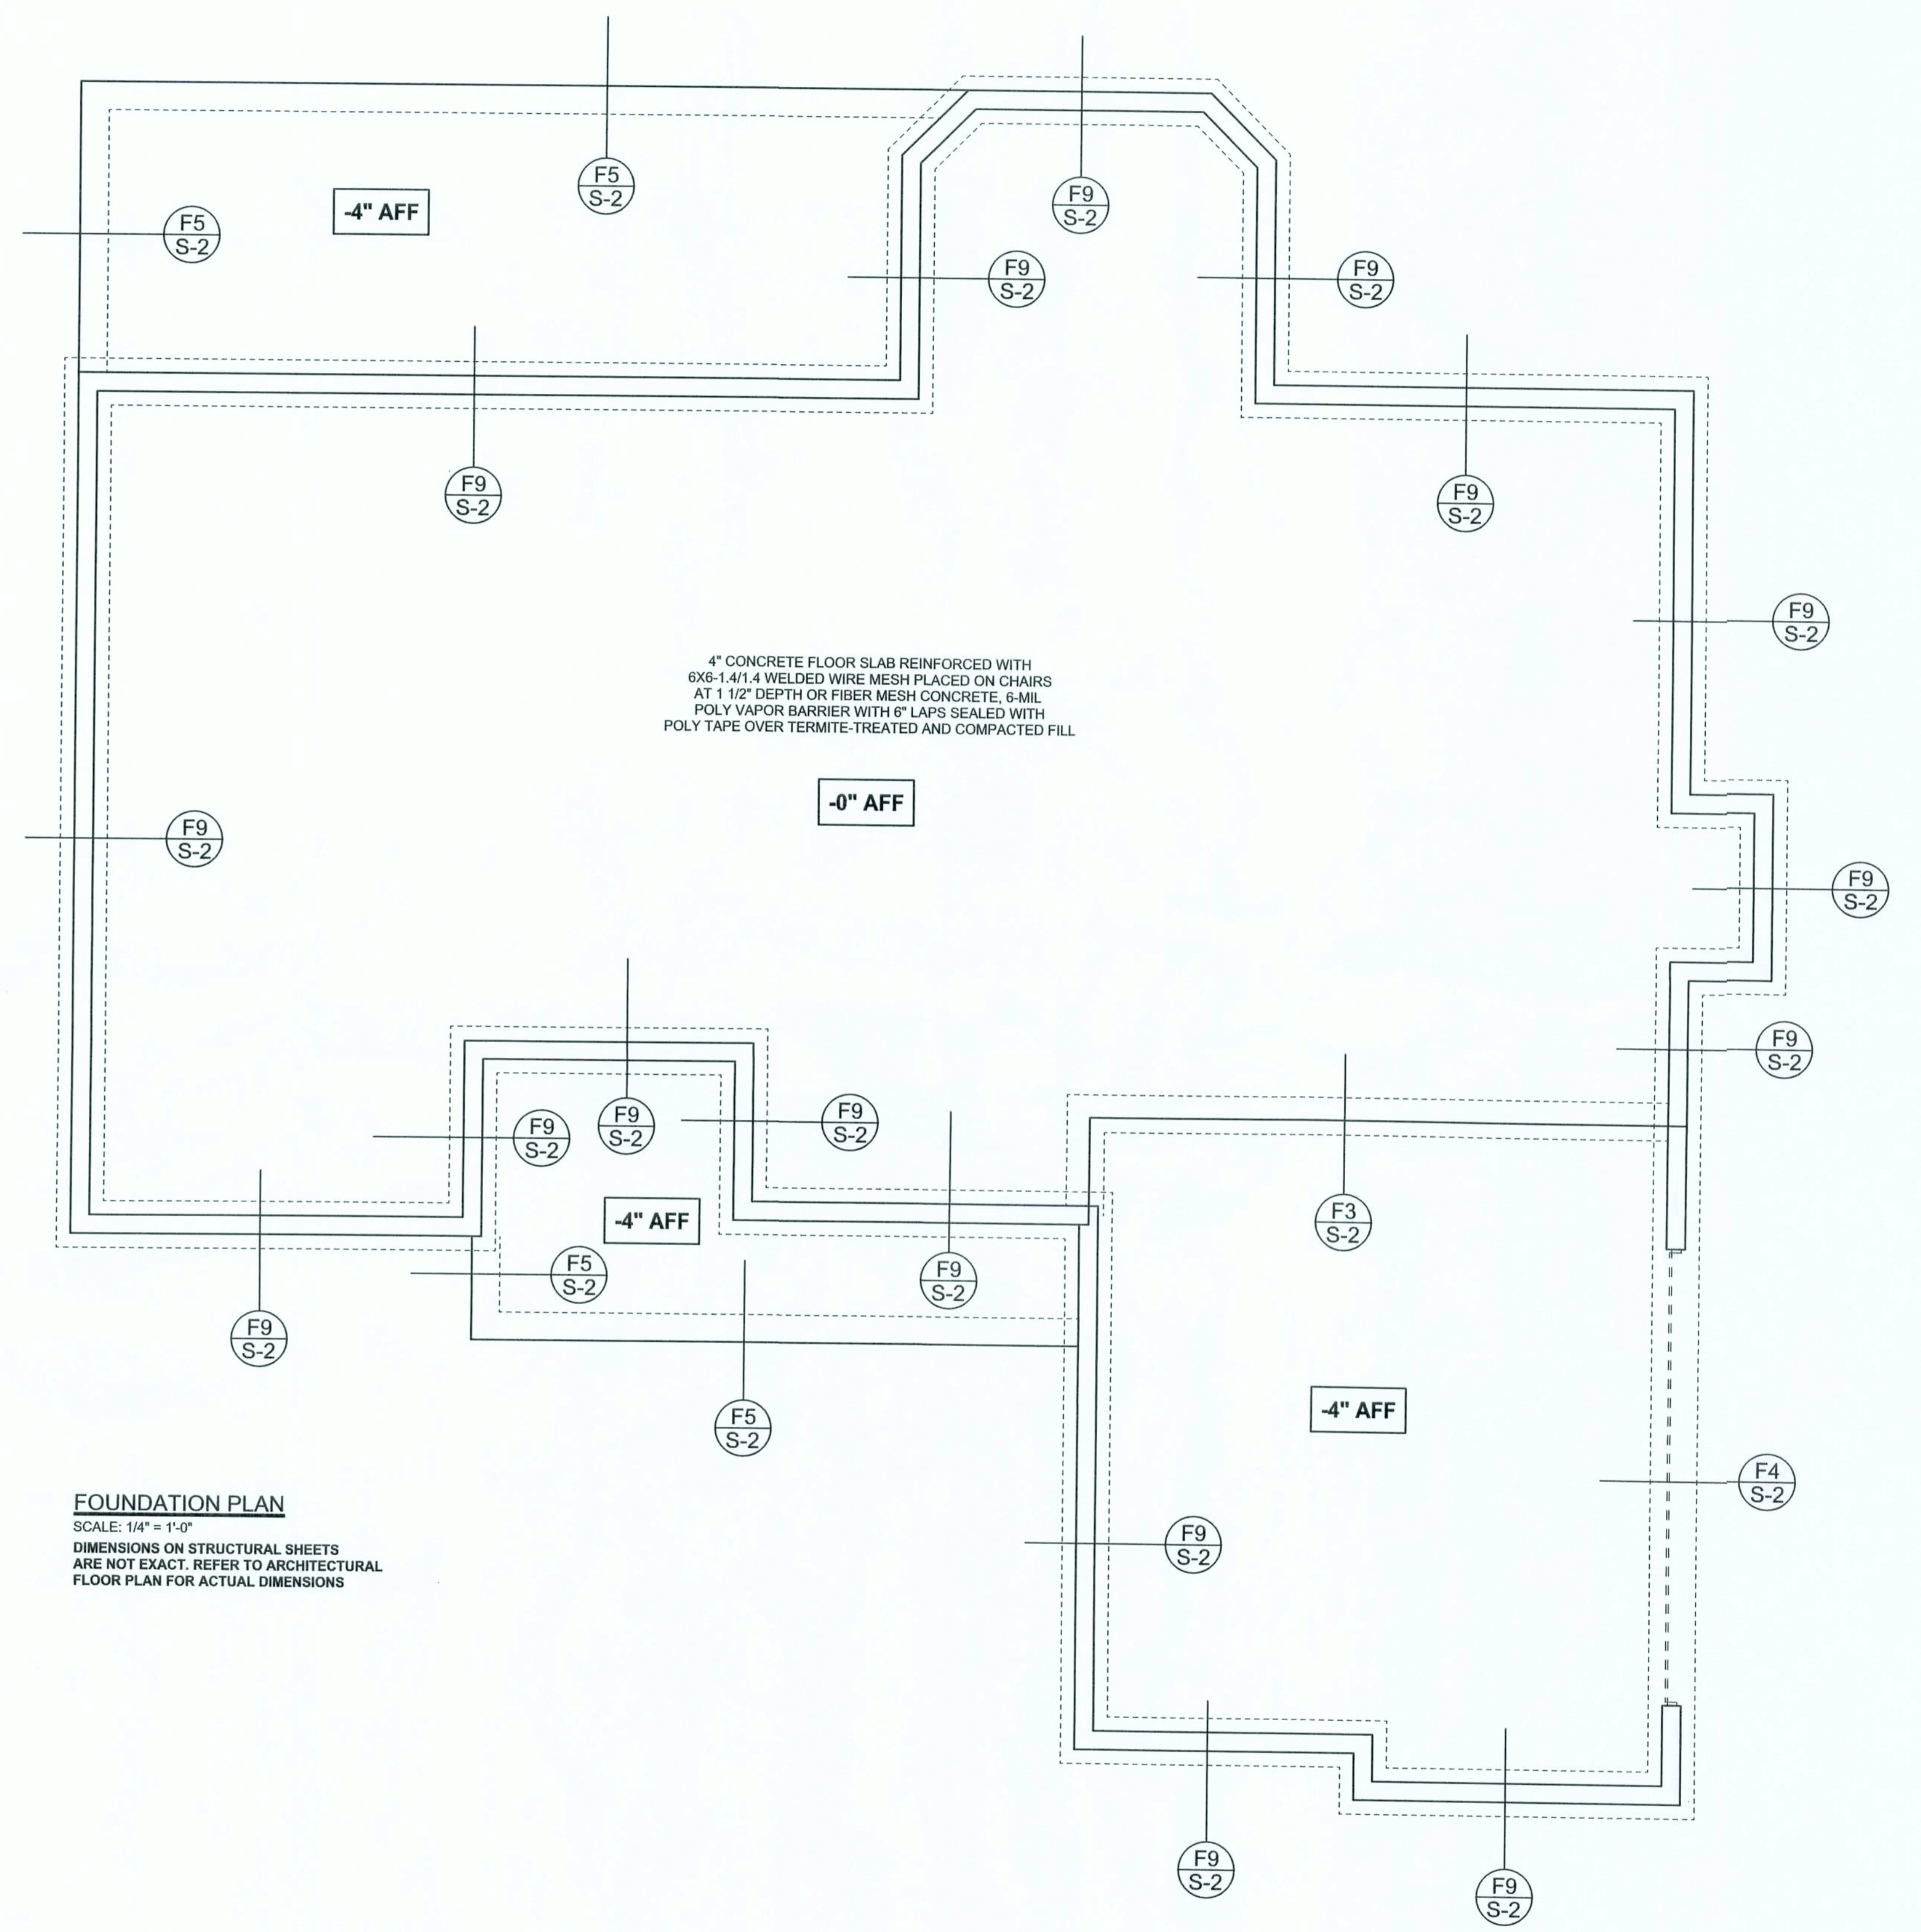 F5
S-2
-4" AFF
F5
S-2
F9
S-2
F9
S-2
F9
S-2
F9
S-2
F9
S-2
F9
S-2
4" CONCRETE FLOOR SLAB REINFORCED WITH
6X6-1.4/1.4 WELDED WIRE MESH PLACED ON CHAIRS
AT 1 1/2" DEPTH OR FIBER MESH CONCRETE, 6-MIL
POLY VAPOR BARRIER WITH 6" LAPS SEALED WITH
POLY TAPE OVER TERMITE-TREATED AND COMPACTED FILL
-0" AFF
F9
S-2
F9
S-2
F9
S-2
F9
S-2
F9
S-2
F9
S-2
-4" AFF
F3
S-2
F5
S-2
F9
S-2
F9
S-2
F5
S-2
-4" AFF
F4
S-2
FOUNDATION PLAN
SCALE: 1/4" = 1'-0"
DIMENSIONS ON STRUCTURAL SHEETS
ARE NOT EXACT. REFER TO ARCHITECTURAL
FLOOR PLAN FOR ACTUAL DIMENSIONS
F9
S-2
F9
S-2
F9
S-2